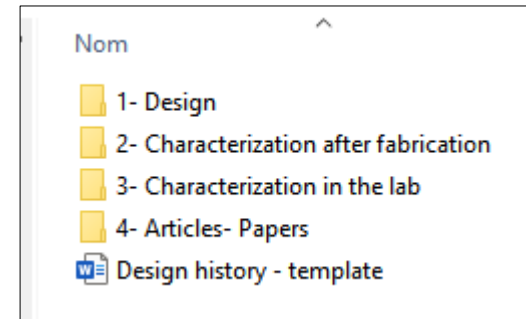 Nom
1- Design
2- Characterization after fabrication
3- Characterization in the lab
4- Articles- Papers
Design history - template